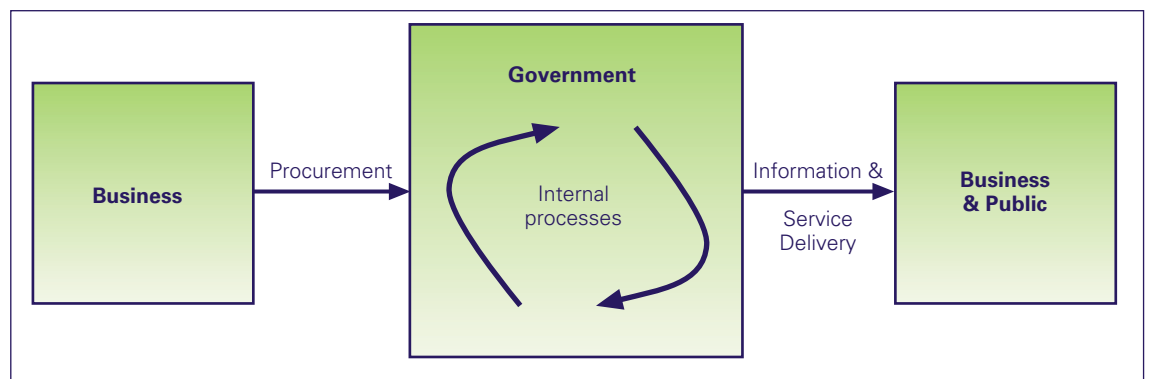 Government
Business
Procurement
Internal
processes
Information &
Service
Delivery
Business
& Public